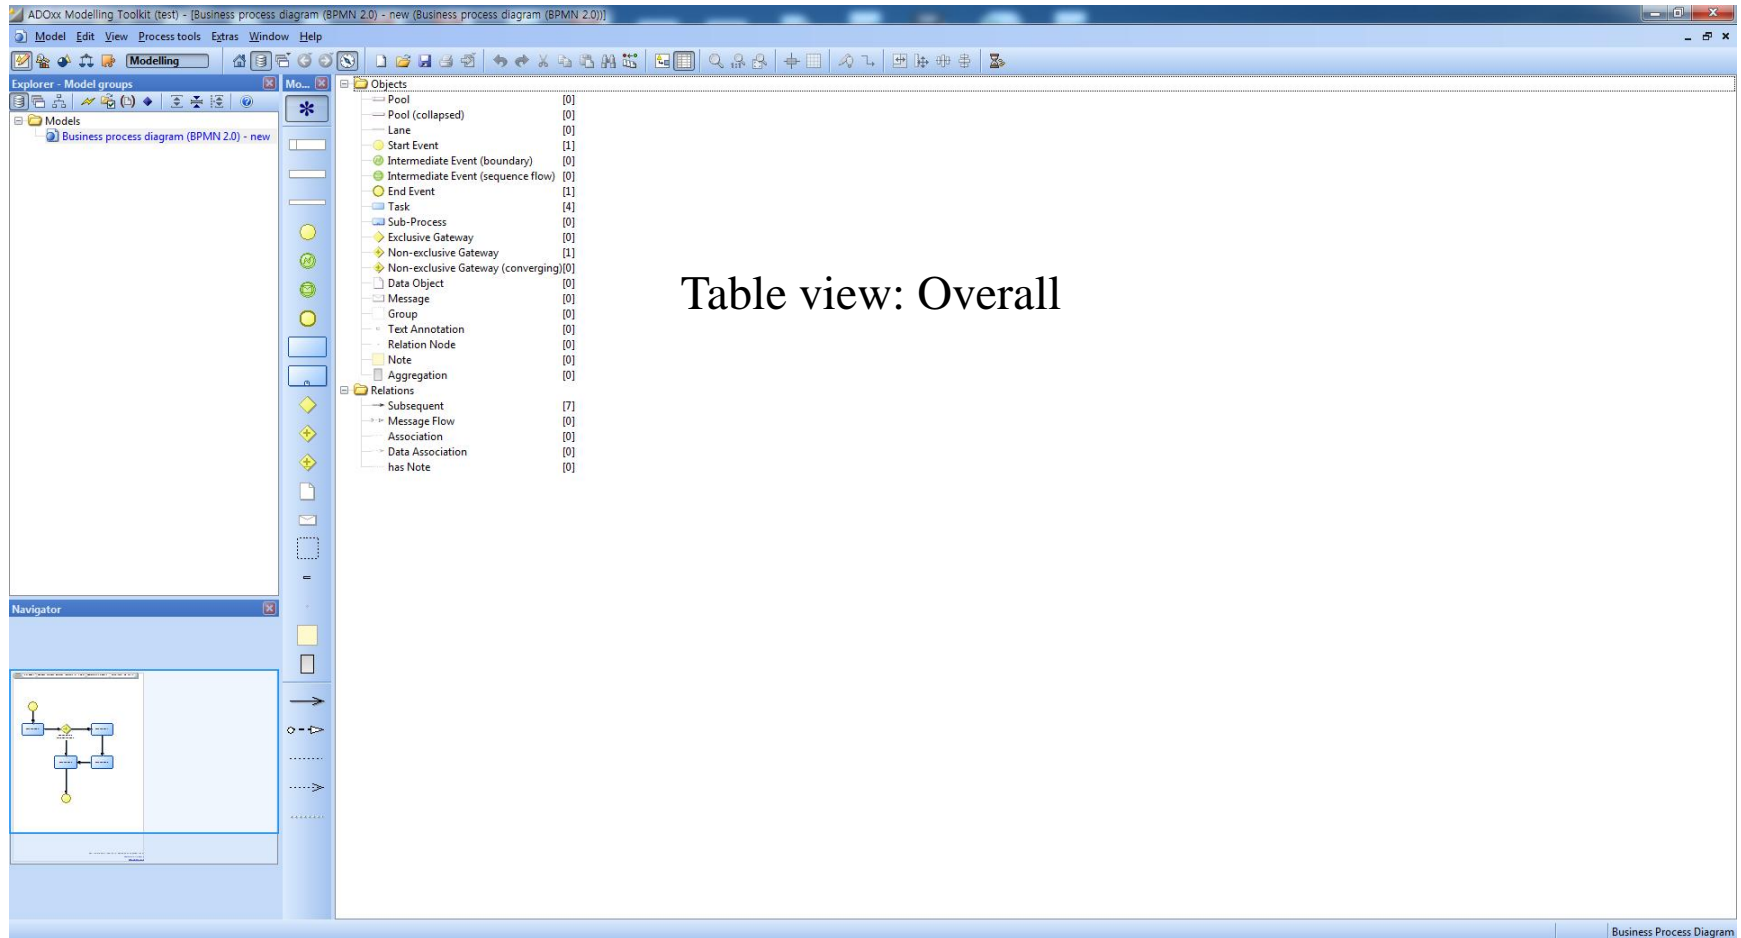 ADOxx Modelling Toolkit (test) - [Business process diagram (BPMN 2.0) - new (Business process diagram (BPMN 2.0))]
Model Edit View Process tools Extras Window Help
Modelling
Explorer - Model groups
Mo...
Models
Business process diagram (BPMN 2.0) - new
Objects
Pool [0]
Pool (collapsed) [0]
Lane [0]
Start Event [1]
Intermediate Event (boundary) [0]
Intermediate Event (sequence flow) [0]
End Event [1]
Task [4]
Sub-Process [0]
Exclusive Gateway [0]
Non-exclusive Gateway [1]
Non-exclusive Gateway (converging)[0]
Data Object [0]
Message [0]
Group [0]
Text Annotation [0]
Relation Node [0]
Note [0]
Aggregation [0]
Relations
Subsequent [7]
Message Flow [0]
Association [0]
Data Association [0]
has Note [0]
Table view: Overall
Navigator
Business Process Diagram